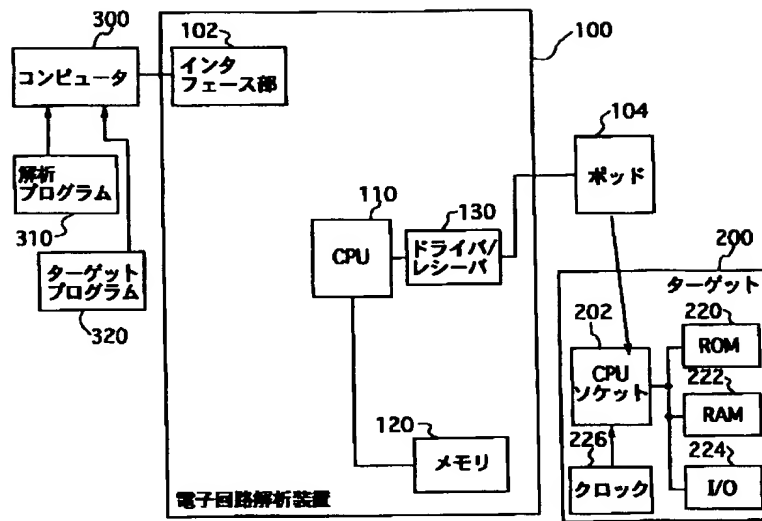 300
コンピュータ
102
インタ
フェース部
100
104
ポッド
解析
プログラム
310
ターゲット
プログラム
320
110
CPU
130
ドライバ/
レシーバ
200
ターゲット
202
CPU
ソケット
220
ROM
222
RAM
226
クロック
224
I/O
120
メモリ
電子回路解析装置